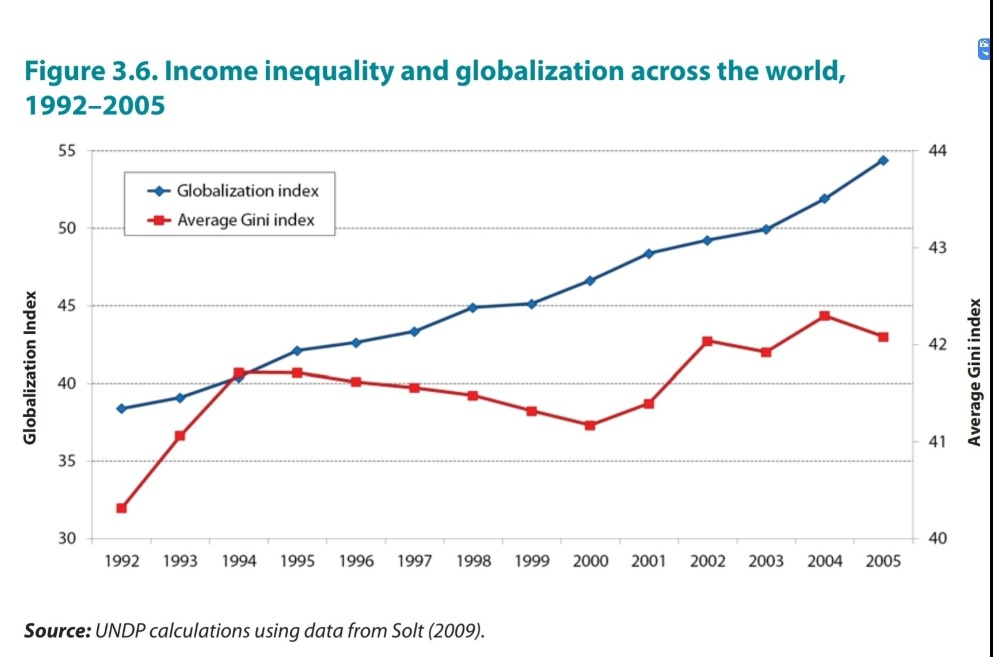 Figure 3.6. Income inequality and globalization across the world,
1992–2005
55
50
45
40
35
30
Globalization Index
Globalization index
Average Gini index
44
43
42
41
40
Average Gini index
1992 1993 1994 1995 1996 1997 1998 1999 2000 2001 2002 2003 2004 2005
Source: UNDP calculations using data from Solt (2009).